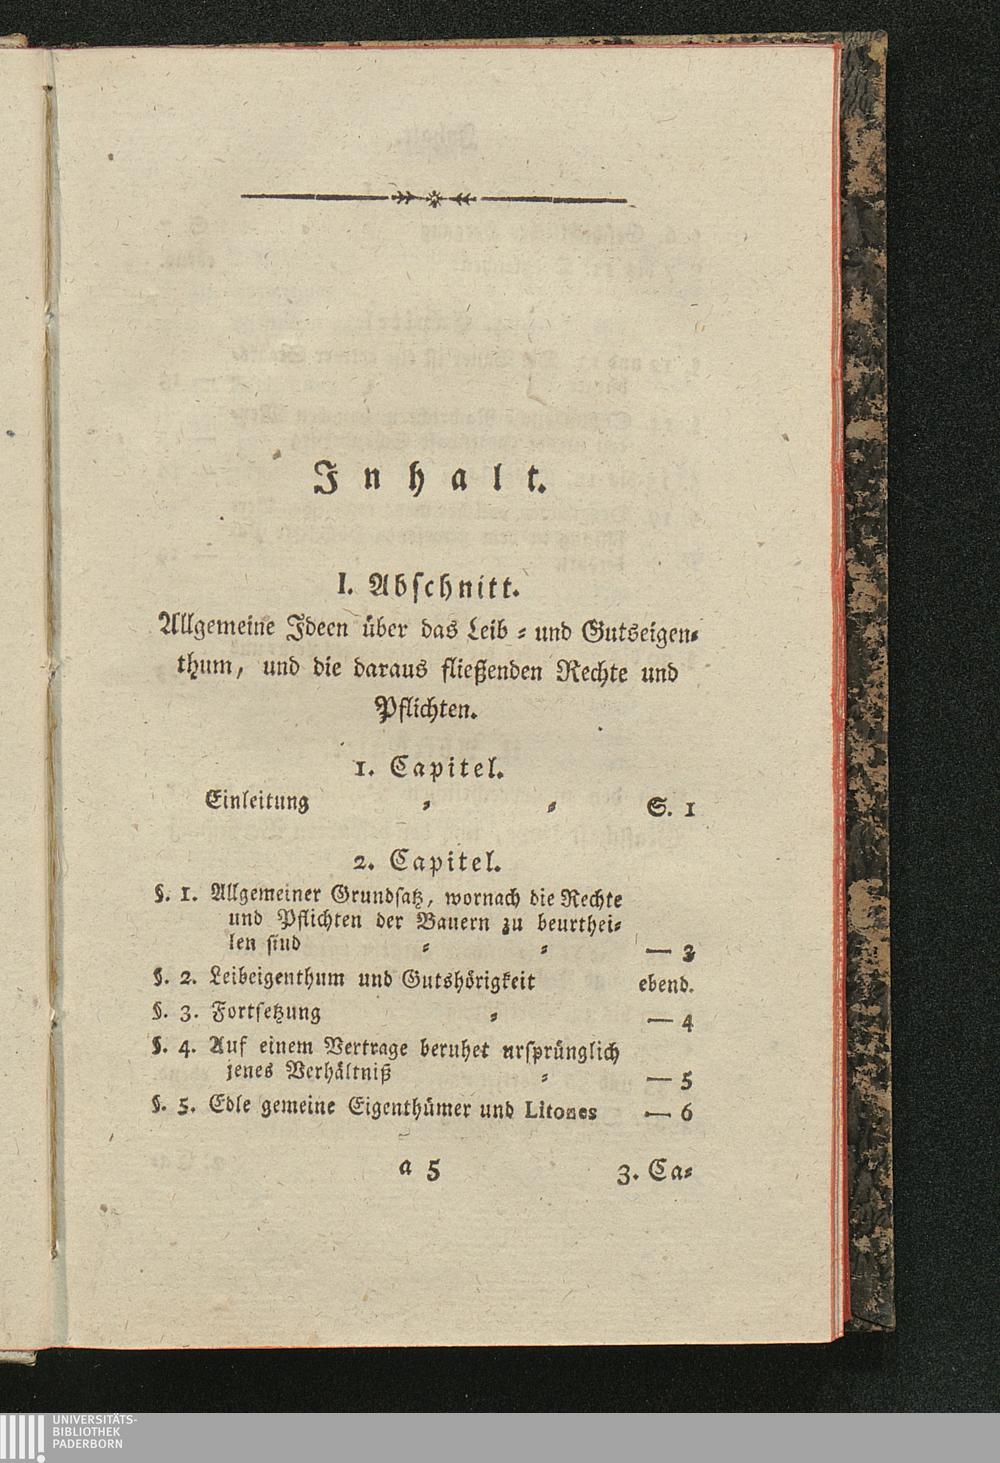 Inhalt.
I. Abschnitt.
Allgemeine Ideen über das Leib⸗und Gutseigen⸗
thum, und die daraus fließenden Rechte und
Pflichten.
1. Capitel.
Einleitung ⸗ ⸗ S. 1
2. Capitel.
§. 1. Allgemeiner Grundsatz, wornach die Rechte
und Pflichten der Bauern zu beurthei⸗
len sind ⸗ ⸗ — 3
§. 2. Leibeigenthum und Gutshörigkeit ebend.
§. 3. Fortsetzung ⸗ — 4
§. 4. Auf einem Vertrage beruhet ursprünglich
jenes Verhältniß ⸗ — 5
§. 5. Edle gemeine Eigenthümer und Litones — 6
a 5 3. Ca⸗
UNIVERSITÄTS-
BIBLIOTHEK
PADERBORN